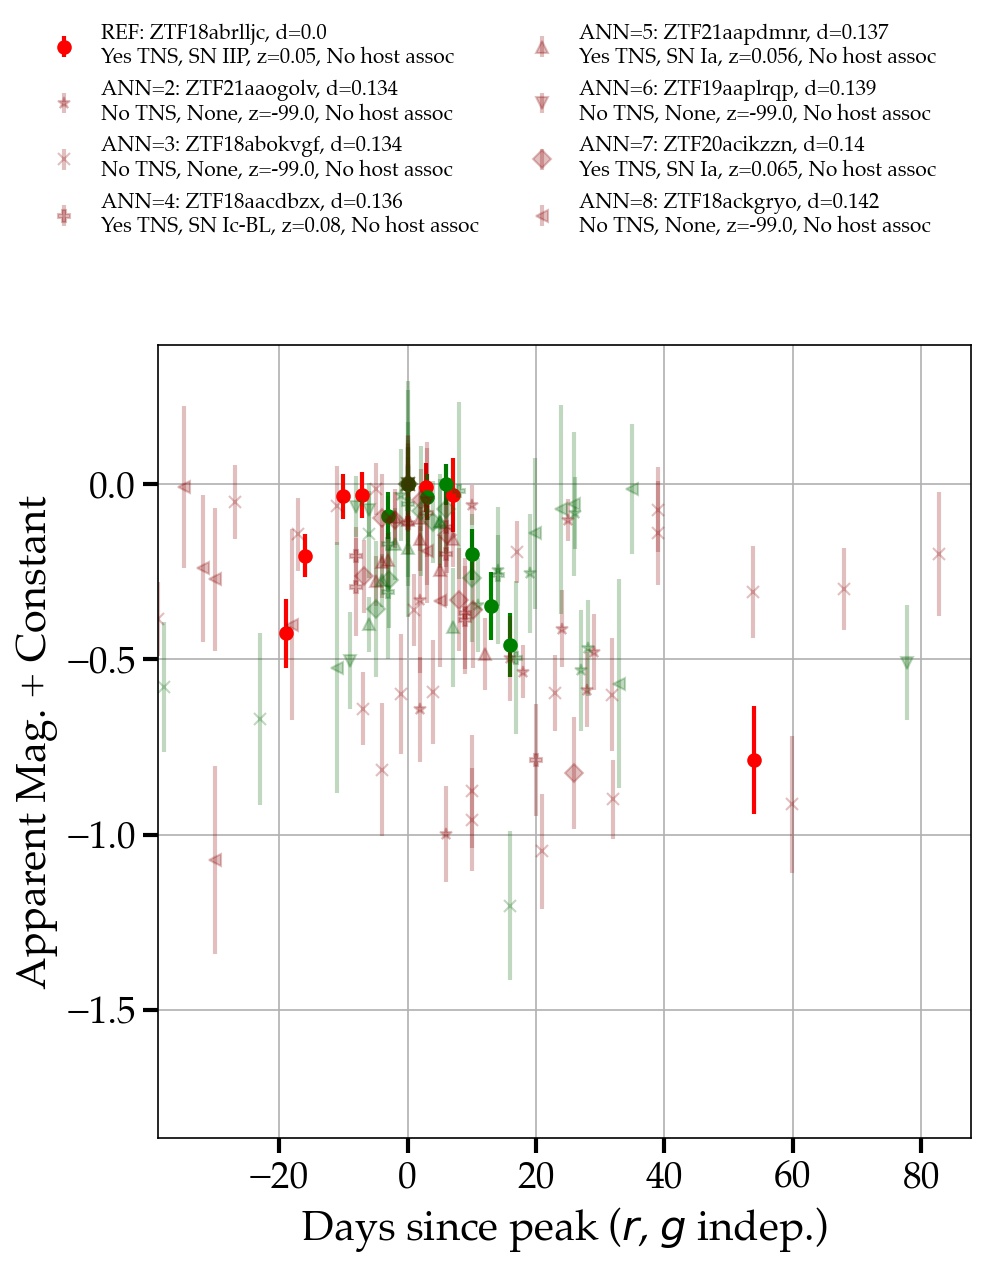 REF: ZTF18abrlljc, d=0.0
Yes TNS, SN IIP, z=0.05, No host assoc
ANN=2: ZTF21aaogolv, d=0.134
No TNS, None, z=-99.0, No host assoc
ANN=3: ZTF18abokvgf, d=0.134
No TNS, None, z=-99.0, No host assoc
ANN=4: ZTF18aacdbzx, d=0.136
Yes TNS, SN Ic-BL, z=0.08, No host assoc
ANN=5: ZTF21aapdmnr, d=0.137
Yes TNS, SN Ia, z=0.056, No host assoc
ANN=6: ZTF19aaplrqp, d=0.139
No TNS, None, z=-99.0, No host assoc
ANN=7: ZTF20acikzzn, d=0.14
Yes TNS, SN Ia, z=0.065, No host assoc
ANN=8: ZTF18ackgryo, d=0.142
No TNS, None, z=-99.0, No host assoc
Apparent Mag. + Constant
0.0
−0.5
−1.0
−1.5
−20 0 20 40 60 80
Days since peak (r, g indep.)